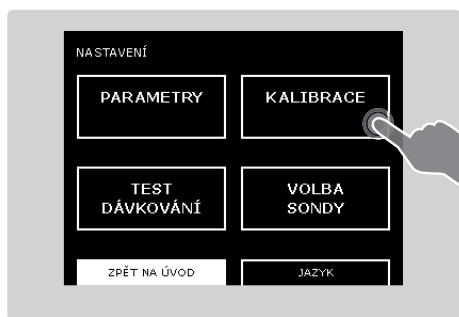 NASTAVENÍ
PARAMETRY
KALIBRACE
TEST
DÁVKOVÁNÍ
VOLBA
SONDY
ZPĚT NA ÚVOD
JAZYK